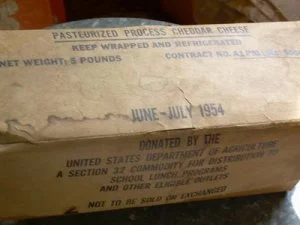 PASTEURIZED PROCESS CHEDDAR CHEESE
KEEP WRAPPED AND REFRIGERATED
NET WEIGHT: 5 POUNDS CONTRACT NO.
JUNE-JULY 1954
DONATED BY THE
UNITED STATES DEPARTMENT OF AGRICULTURE
A SECTION 32 COMMODITY FOR DISTRIBUTION TO
SCHOOL LUNCH PROGRAMS
AND OTHER ELIGIBLE OUTLETS
NOT TO BE SOLD OR EXCHANGED